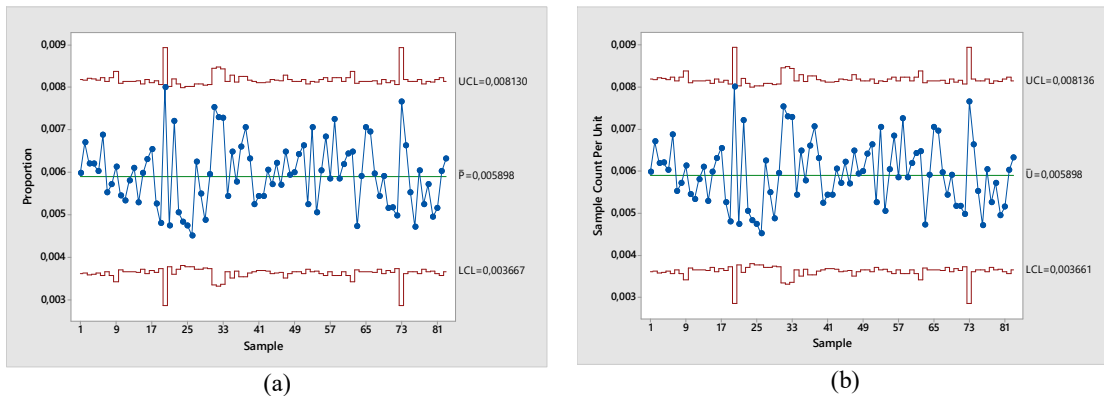 0,009
0,008
0,007
0,006
0,005
0,004
0,003
Proportion
UCL=0,008130
P̄=0,005898
LCL=0,003667
1 9 17 25 33 41 49 57 65 73 81
Sample
(a)
0,009
0,008
0,007
0,006
0,005
0,004
0,003
Sample Count Per Unit
UCL=0,008136
Ū=0,005898
LCL=0,003661
1 9 17 25 33 41 49 57 65 73 81
Sample
(b)